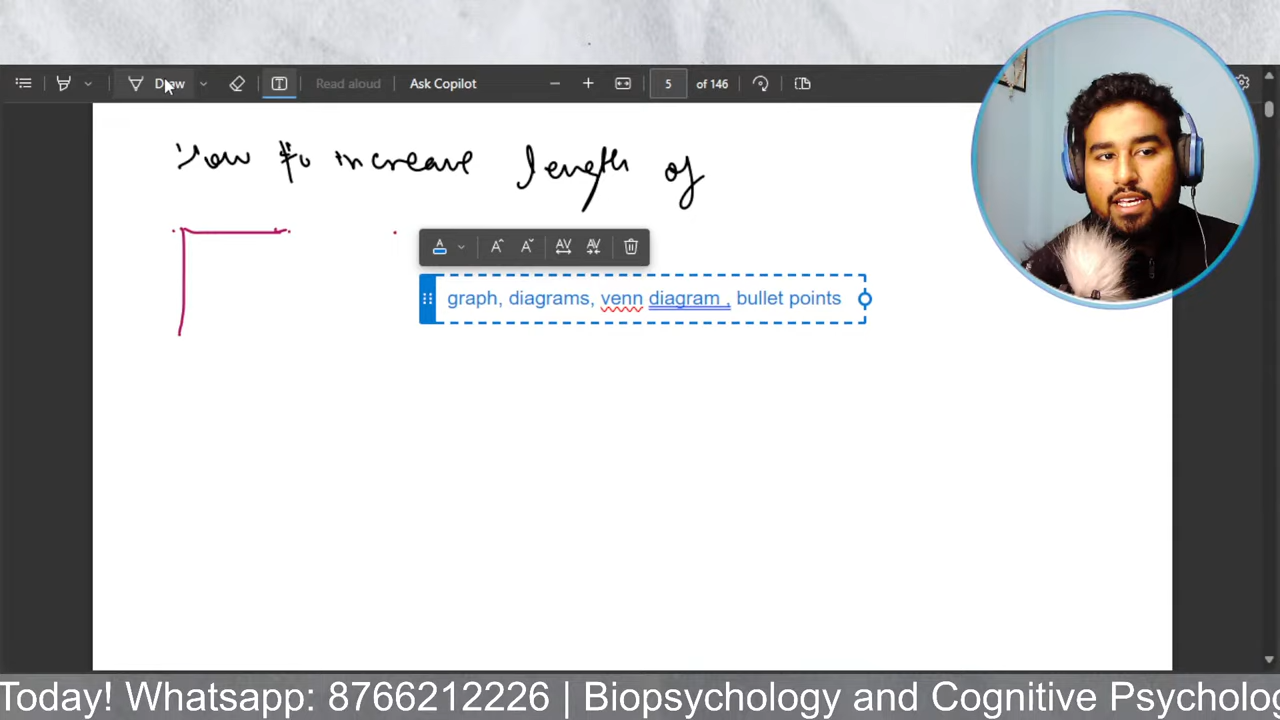 Draw
Read aloud
Ask Copilot
5
of 146
How to increase length of
graph, diagrams, venn diagram , bullet points
Today! Whatsapp: 8766212226 | Biopsychology and Cognitive Psycholog